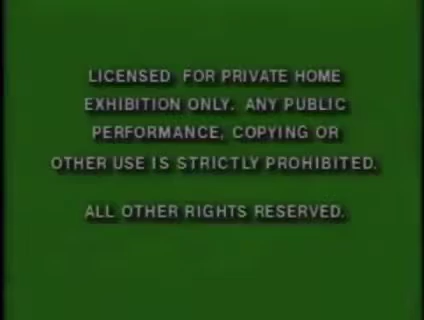 LICENSED FOR PRIVATE HOME
EXHIBITION ONLY. ANY PUBLIC
PERFORMANCE, COPYING OR
OTHER USE IS STRICTLY PROHIBITED.
ALL OTHER RIGHTS RESERVED.